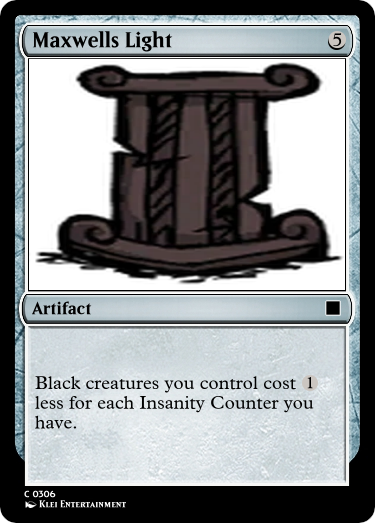 Maxwells Light 5
Artifact
Black creatures you control cost 1
less for each Insanity Counter you
have.
C 0306
Klei Entertainment